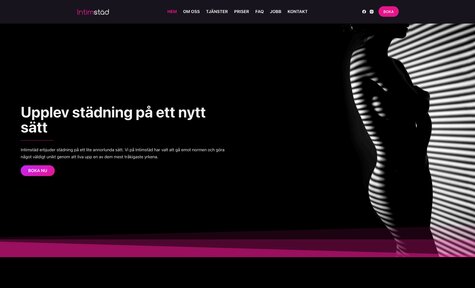 Intimstäd
HEM OM OSS TJÄNSTER PRISER FAQ JOBB KONTAKT
BOKA
Upplev städning på ett nytt
sätt
Intimstäd erbjuder städning på ett lite annorlunda sätt. Vi på Intimstäd har valt att gå emot normen och göra
något väldigt unikt genom att liva upp en av dem mest tråkigaste yrkena.
BOKA NU